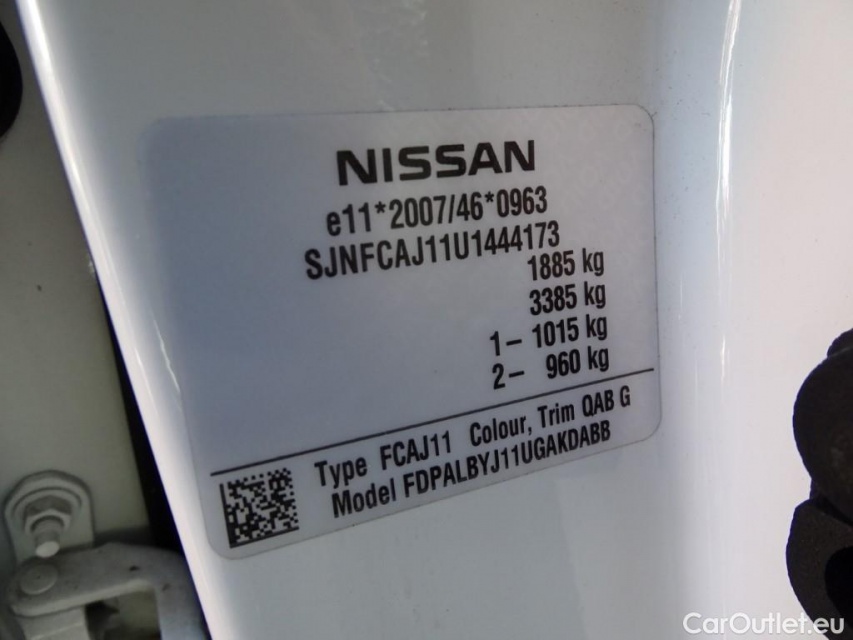 NISSAN
e11*2007/46*0963
SJNFCAJ11U1444173
1885 kg
3385 kg
1- 1015 kg
2- 960 kg
Type FCAJ11 Colour, Trim QAB G
Model FDPALBYJ11UGAKDABB
CarOutlet.eu